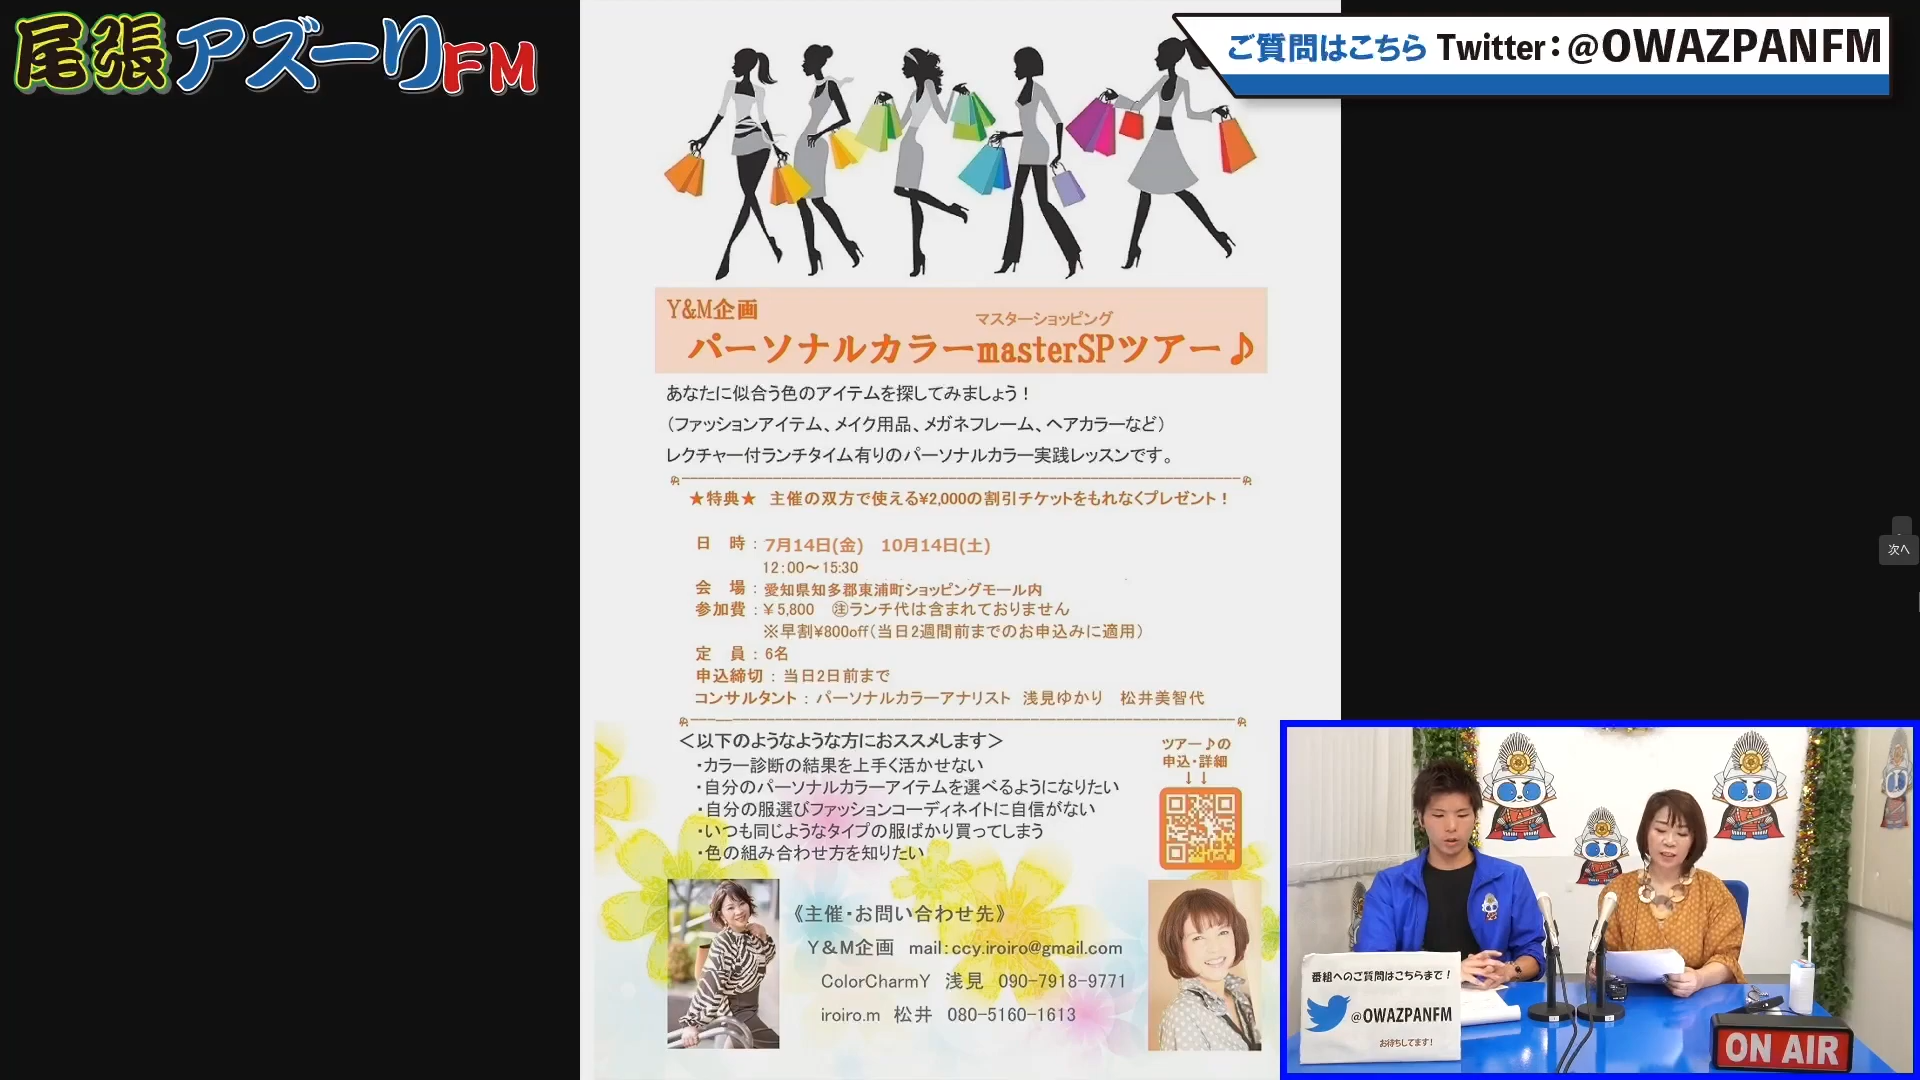 尾張アズーりFM
ご質問はこちら Twitter：@OWAZPANFM
Y&M企画
マスターショッピング
パーソナルカラーmasterSPツアー♪
あなたに似合う色のアイテムを探してみましょう！
（ファッションアイテム、メイク用品、メガネフレーム、ヘアカラーなど）
レクチャー付ランチタイム有りのパーソナルカラー実践レッスンです。
★特典★ 主催の双方で使える¥2,000の割引チケットをもれなくプレゼント！
日 時：7月14日(金) 10月14日(土)
12：00〜15:30
会 場：愛知県知多郡東浦町ショッピングモール内
参加費：￥5,800 ㊟ランチ代は含まれておりません
※早割¥800off（当日2週間前までのお申込みに適用）
定 員：6名
申込締切：当日2日前まで
コンサルタント：パーソナルカラーアナリスト 浅見ゆかり 松井美智代
＜以下のようなような方におススメします＞
・カラー診断の結果を上手く活かせない
・自分のパーソナルカラーアイテムを選べるようになりたい
・自分の服選びファッションコーディネイトに自信がない
・いつも同じようなタイプの服ばかり買ってしまう
・色の組み合わせ方を知りたい
ツアー♪の
申込・詳細
↓↓
《主催・お問い合わせ先》
Y＆M企画 mail：ccy.iroiro@gmail.com
ColorCharmY 浅見 090-7918-9771
iroiro.m 松井 080-5160-1613
次へ
番組へのご質問はこちらまで！
@OWAZPANFM
お待ちしてます！
ON AIR